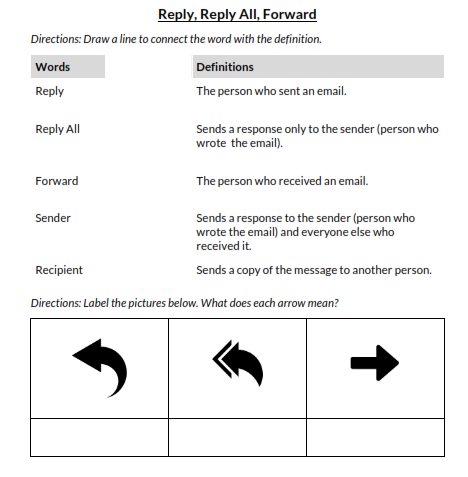 Reply, Reply All, Forward
Directions: Draw a line to connect the word with the definition.
Words
Definitions
Reply
The person who sent an email.
Reply All
Sends a response only to the sender (person who
wrote the email).
Forward
The person who received an email.
Sender
Sends a response to the sender (person who
wrote the email) and everyone else who
received it.
Recipient
Sends a copy of the message to another person.
Directions: Label the pictures below. What does each arrow mean?